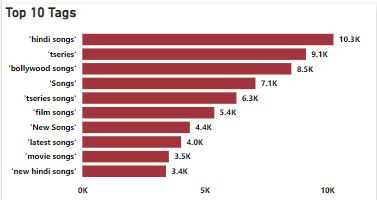 Top 10 Tags
'hindi songs' 10.3K
'tseries' 9.1K
'bollywood songs' 8.5K
'Songs' 7.1K
'tseries songs' 6.3K
'film songs' 5.4K
'New Songs' 4.4K
'latest songs' 4.0K
'movie songs' 3.5K
'new hindi songs' 3.4K
0K 5K 10K